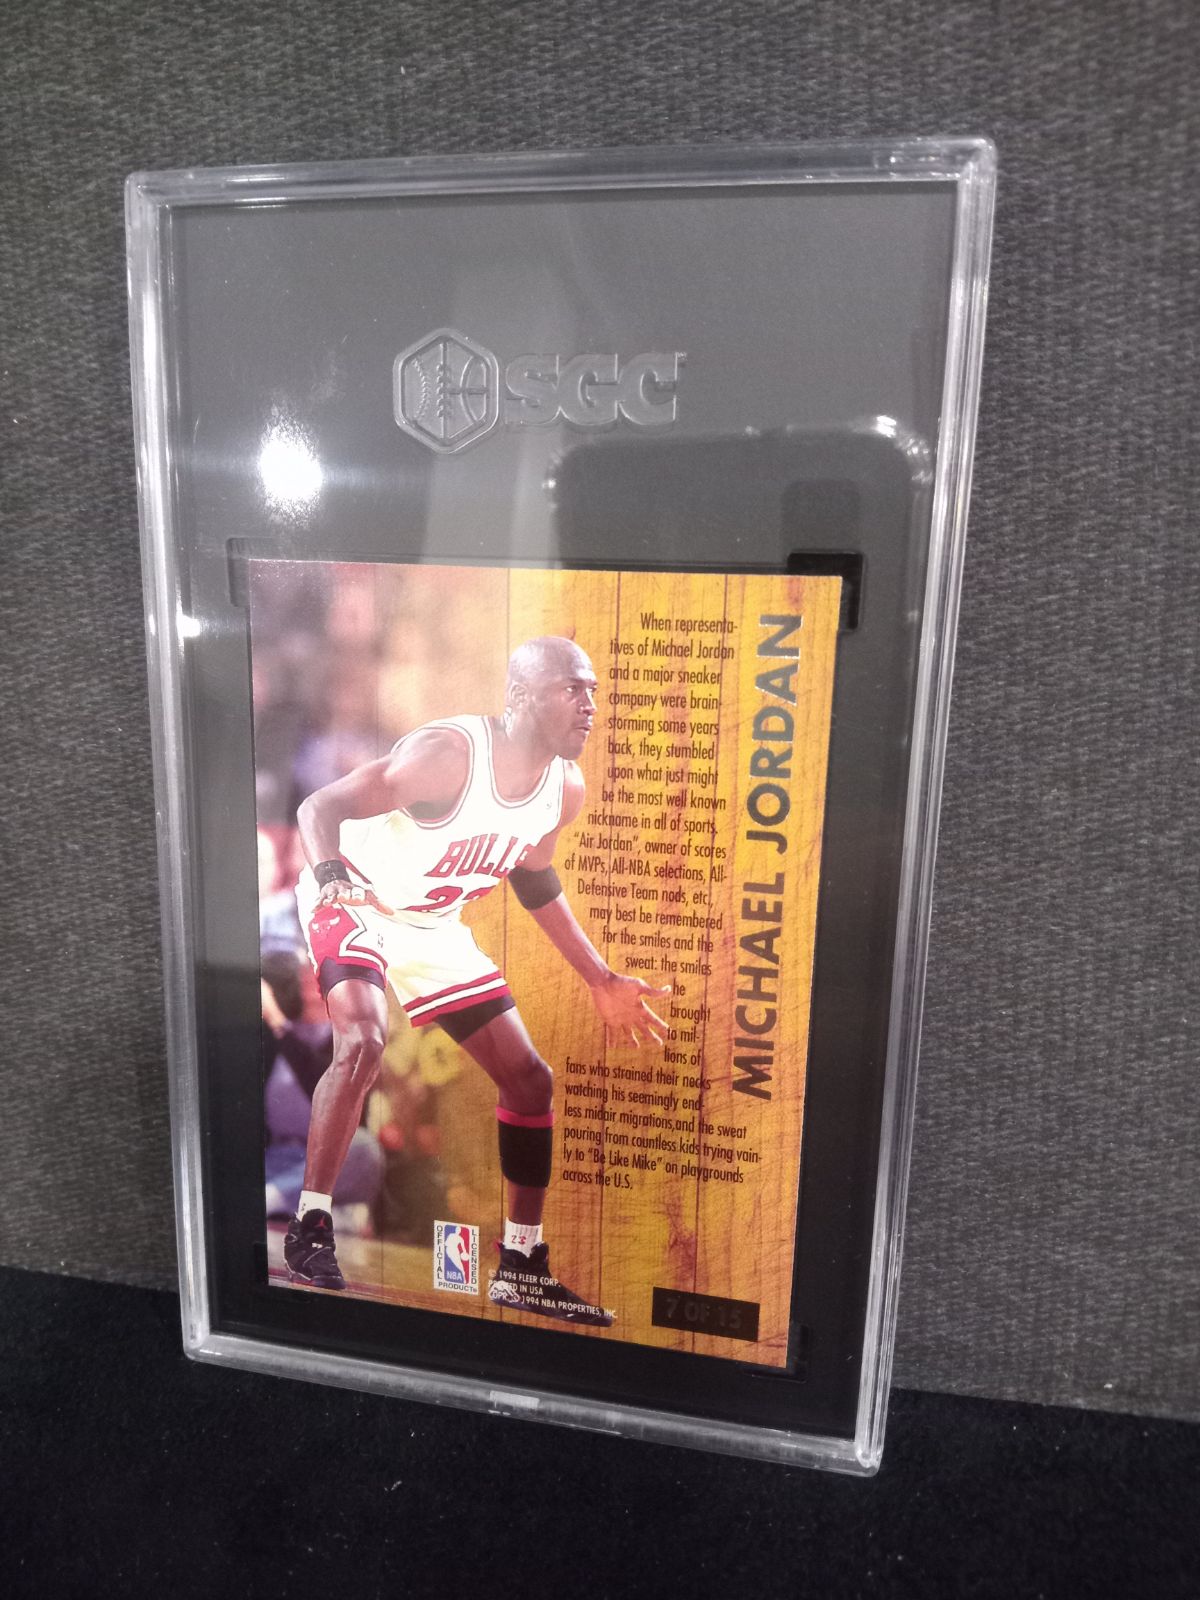 SGC
When representa-
tives of Michael Jordan
and a major sneaker
company were brain-
storming some years
back, they stumbled
upon what just might
be the most well known
nickname in all of sports.
"Air Jordan", owner of scores
of MVPs, All-NBA selections, All-
Defensive Team nods, etc.,
may best be remembered
for the smiles and the
sweat: the smiles
he
brought
to mil-
lions of
fans who strained their necks
watching his seemingly end-
less midair migrations,and the sweat
pouring from countless kids trying vain-
ly to "Be Like Mike" on playgrounds
across the U.S.
MICHAEL JORDAN
BULLS
23
23
OFFICIAL
LICENSED
NBA
PRODUCT
© 1994 FLEER CORP.
PRINTED IN USA
COPR. 1994 NBA PROPERTIES, INC.
7 OF 15